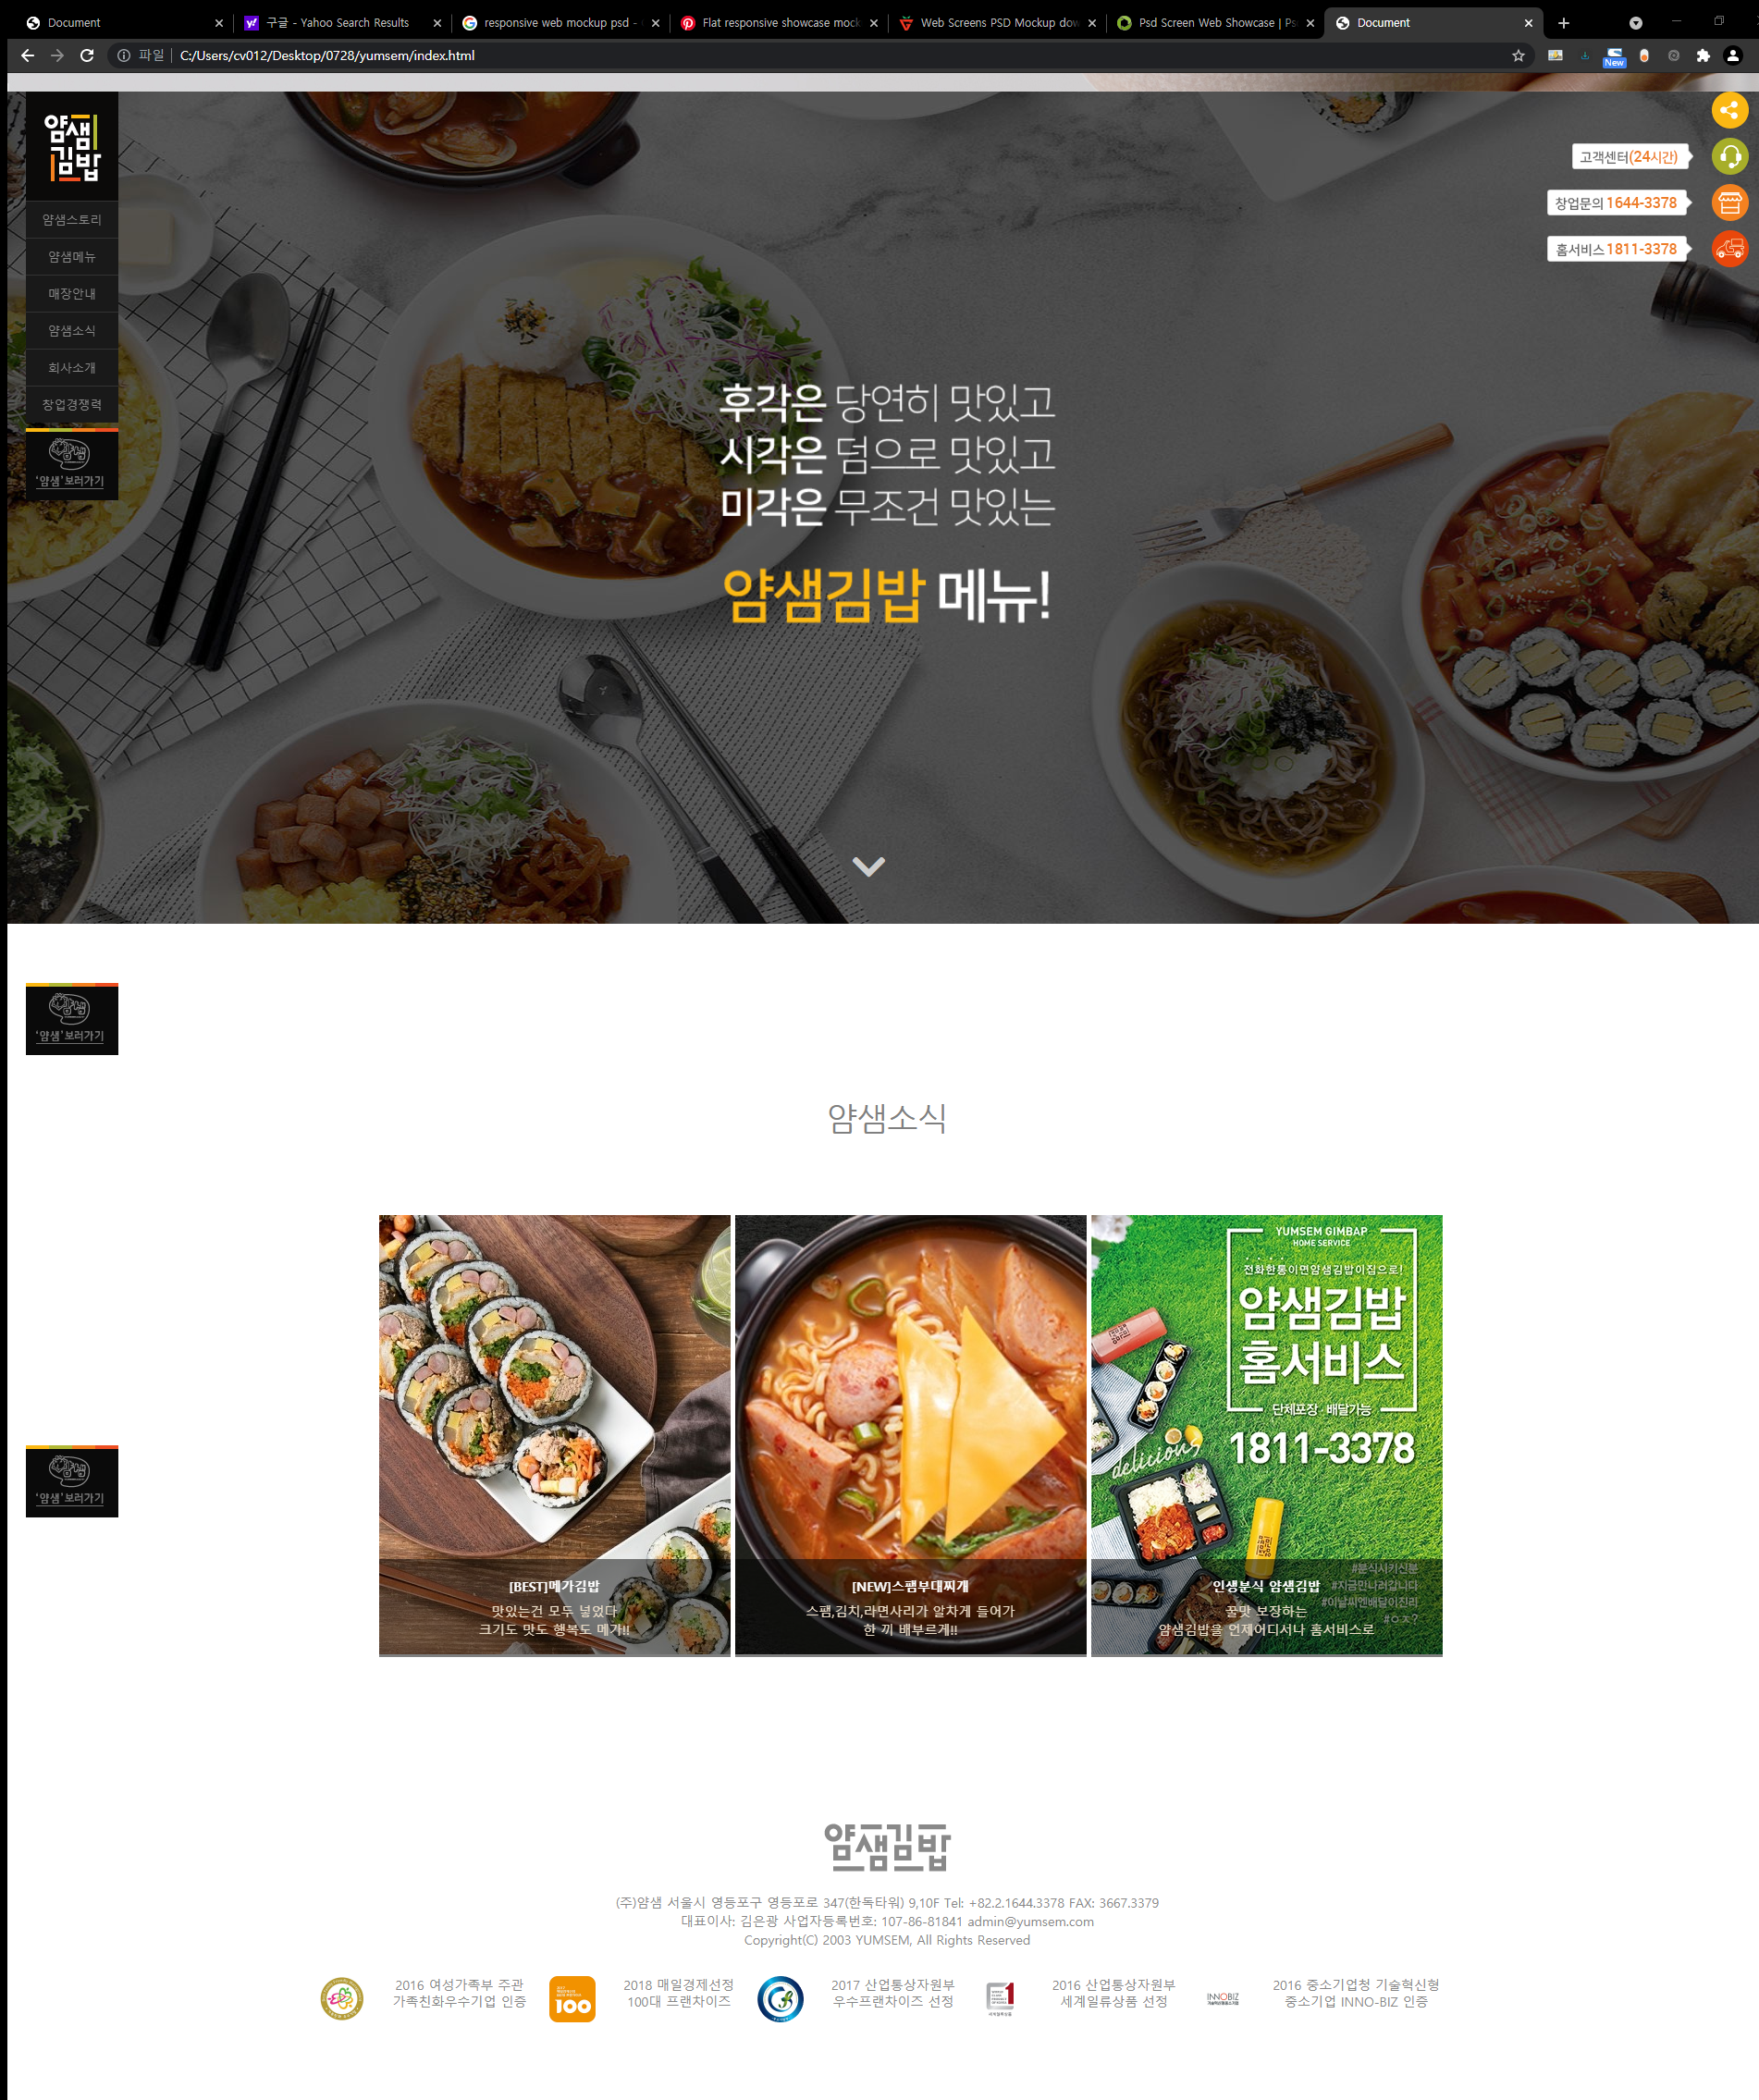 Document
구글 - Yahoo Search Results
responsive web mockup psd -
Flat responsive showcase mock
Web Screens PSD Mockup dow
Psd Screen Web Showcase | Ps
Document
파일
C:/Users/cv012/Desktop/0728/yumsem/index.html
New
얌샘
김밥
얌샘스토리
얌샘메뉴
매장안내
얌샘소식
회사소개
창업경쟁력
얌샘
'얌샘'보러가기
고객센터(24시간)
창업문의 1644-3378
홈서비스 1811-3378
후각은 당연히 맛있고
시각은 덤으로 맛있고
미각은 무조건 맛있는
얌샘김밥 메뉴!
얌샘
'얌샘'보러가기
얌샘소식
얌샘
'얌샘'보러가기
[BEST]메가김밥
맛있는건 모두 넣었다
크기도 맛도 행복도 메가!!
[NEW]스팸부대찌개
스팸,김치,라면사리가 알차게 들어가
한 끼 배부르게!!
YUMSEM GIMBAP
HOME SERVICE
전화한통이면얌샘김밥이집으로!
얌샘김밥
홈서비스
단체포장 · 배달가능
1811-3378
delicious
#분식시키신분
#지금만나러갑니다
#이날씨엔배달이진리
#ㅇㅈ?
인생분식 얌샘김밥
꿀맛 보장하는
얌샘김밥을 언제어디서나 홈서비스로
얌샘김밥
(주)얌샘 서울시 영등포구 영등포로 347(한독타워) 9,10F Tel: +82.2.1644.3378 FAX: 3667.3379
대표이사: 김은광 사업자등록번호: 107-86-81841 admin@yumsem.com
Copyright(C) 2003 YUMSEM, All Rights Reserved
2016 여성가족부 주관
가족친화우수기업 인증
100
2018 매일경제선정
100대 프랜차이즈
2017 산업통상자원부
우수프랜차이즈 선정
1
세계일류상품
2016 산업통상자원부
세계일류상품 선정
INNOBIZ
2016 중소기업청 기술혁신형
중소기업 INNO-BIZ 인증